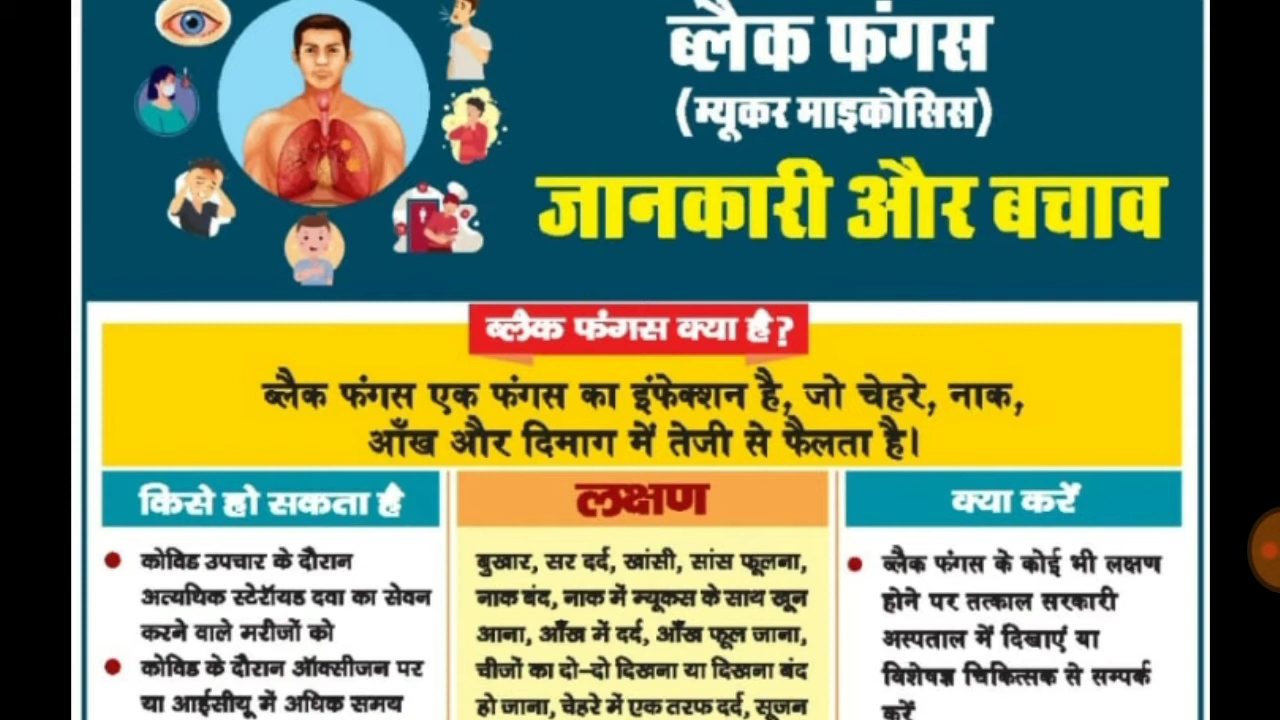 ब्लैक फंगस
(म्यूकर माइकोसिस)
जानकारी और बचाव
ब्लैक फंगस क्या है?
ब्लैक फंगस एक फंगस का इंफेक्शन है, जो चेहरे, नाक,
आँख और दिमाग में तेजी से फैलता है।
किसे हो सकता है
कोविड उपचार के दौरान
अत्यधिक स्टेरॉयड दवा का सेवन
करने वाले मरीजों को
कोविड के दौरान ऑक्सीजन पर
या आईसीयू में अधिक समय
लक्षण
बुखार, सर दर्द, खांसी, सांस फूलना,
नाक बंद, नाक में म्यूकस के साथ खून
आना, आँख में दर्द, आँख फूल जाना,
चीजों का दो-दो दिखना या दिखना बंद
हो जाना, चेहरे में एक तरफ दर्द, सूजन
क्या करें
ब्लैक फंगस के कोई भी लक्षण
होने पर तत्काल सरकारी
अस्पताल में दिखाएं या
विशेषज्ञ चिकित्सक से सम्पर्क
करें